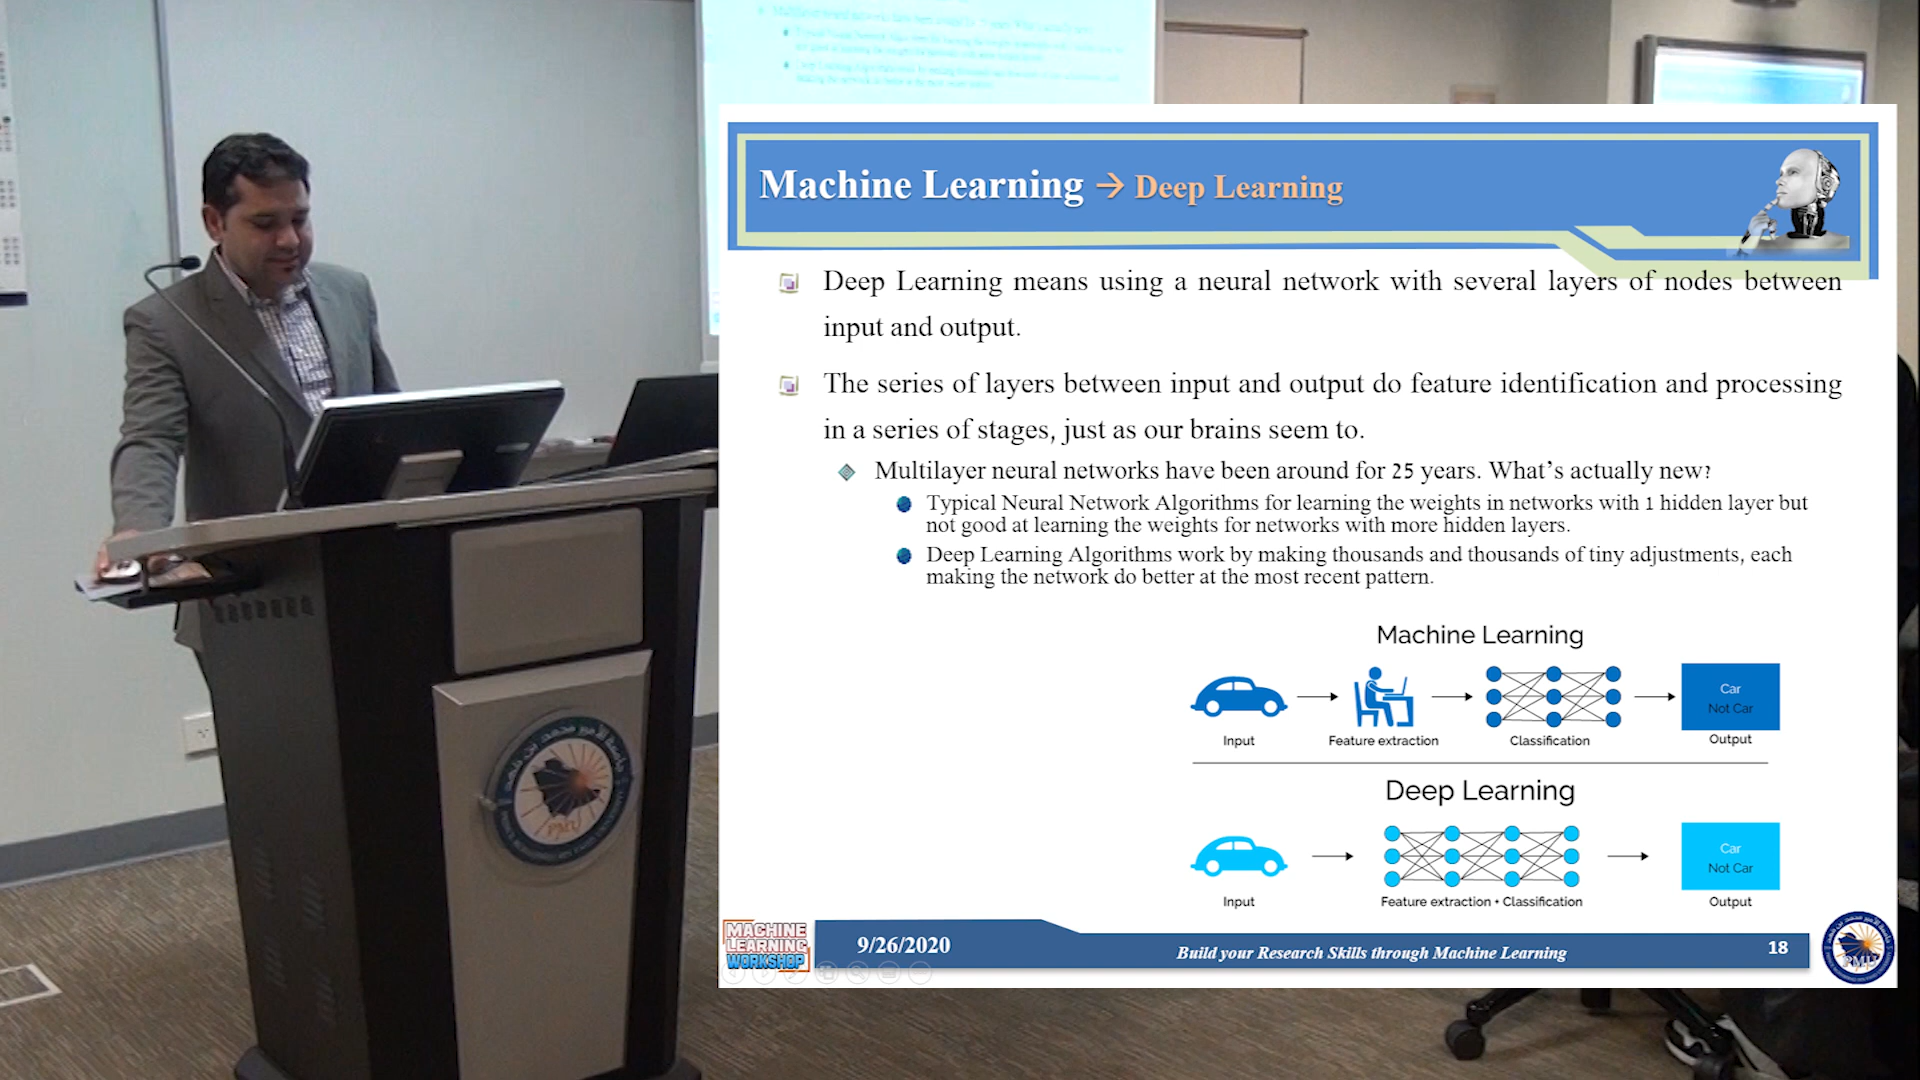 Machine Learning → Deep Learning
Deep Learning means using a neural network with several layers of nodes between
input and output.
The series of layers between input and output do feature identification and processing
in a series of stages, just as our brains seem to.
Multilayer neural networks have been around for 25 years. What's actually new?
Typical Neural Network Algorithms for learning the weights in networks with 1 hidden layer but
not good at learning the weights for networks with more hidden layers.
Deep Learning Algorithms work by making thousands and thousands of tiny adjustments, each
making the network do better at the most recent pattern.
Machine Learning
Car
Not Car
Input
Feature extraction
Classification
Output
Deep Learning
Car
Not Car
Input
Feature extraction + Classification
Output
MACHINE
LEARNING
WORKSHOP
9/26/2020
Build your Research Skills through Machine Learning
18
PMU
جامعة الأمير محمد بن فهد
PMU